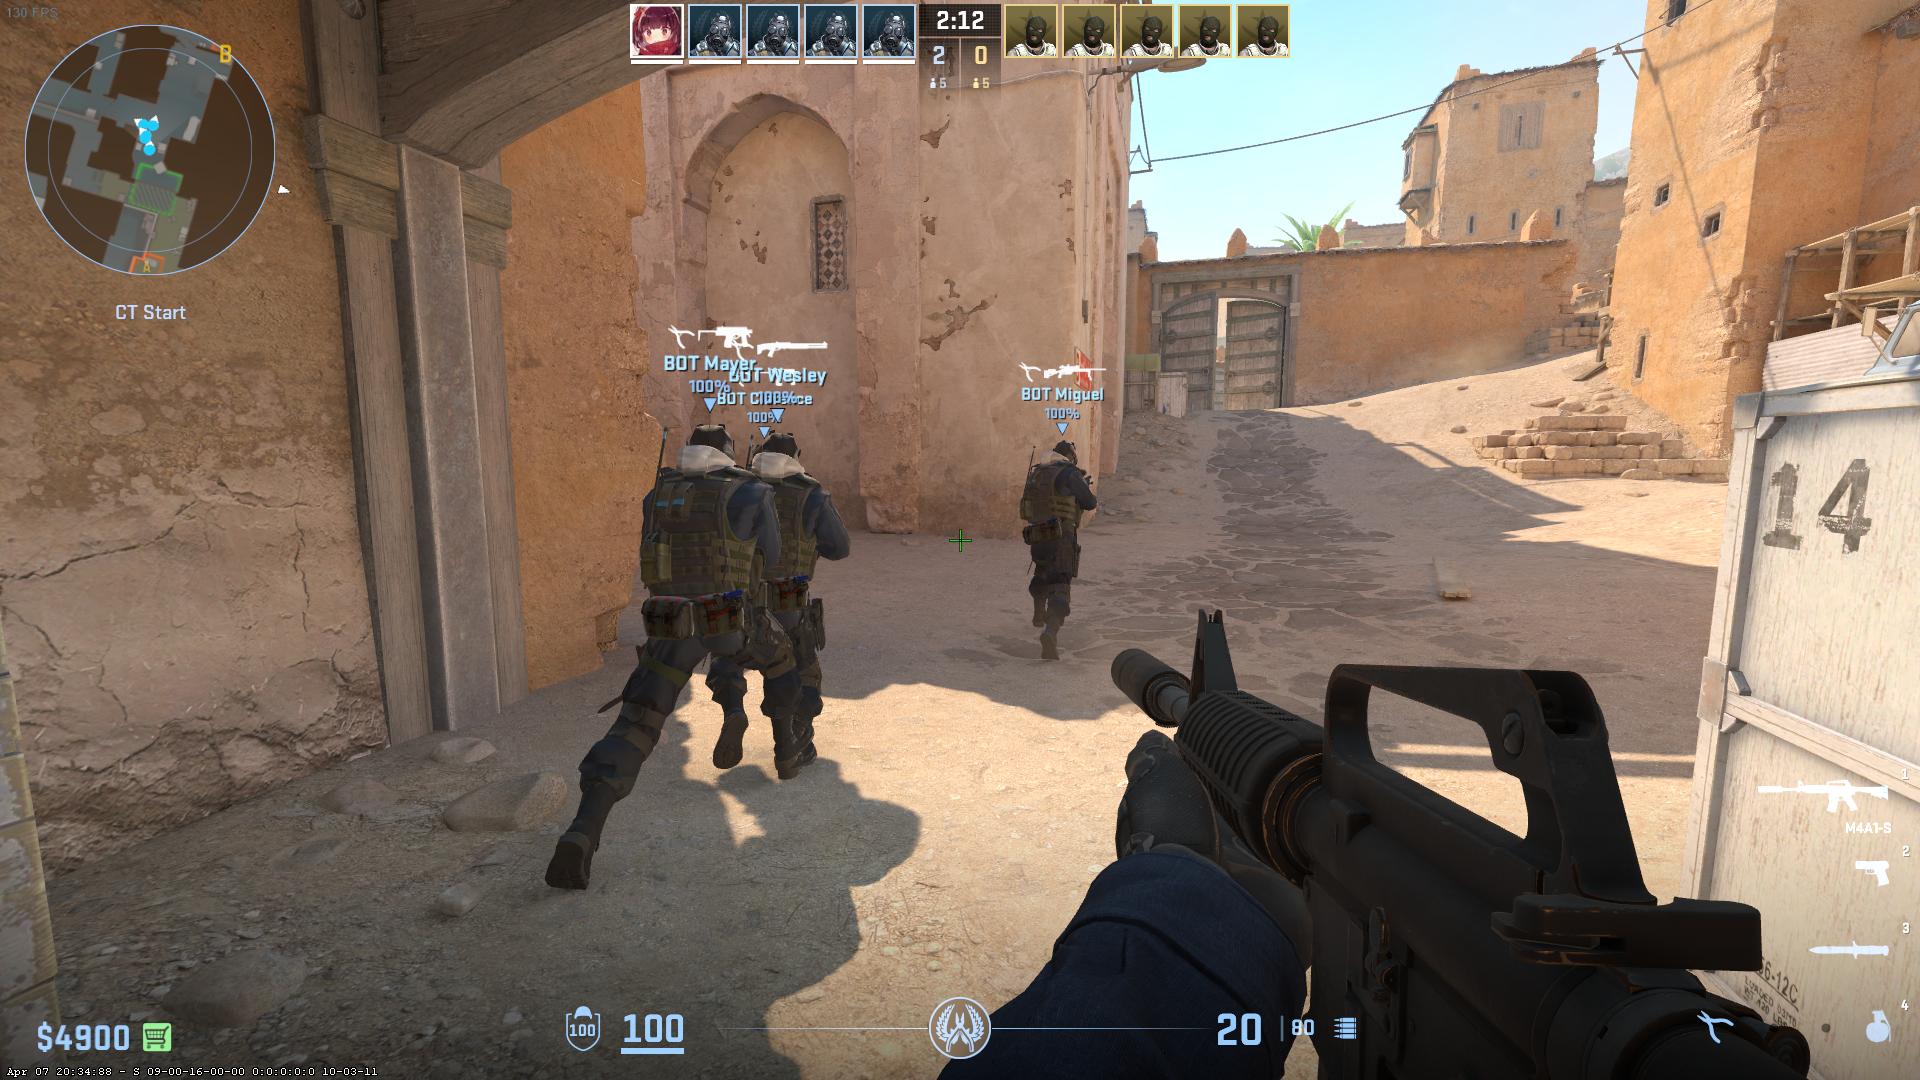 130 FPS
2:12
2 0
5 5
B
A
CT Start
BOT Mayer
100%
BOT Wesley
100%
100%
BOT Miguel
100%
14
1
M4A1-S
2
3
4
$4900
100
100
20 | 80
Apr 07 20:34:88 - S 09-00-16-00-00 0:0:0:0:0 10-03-11